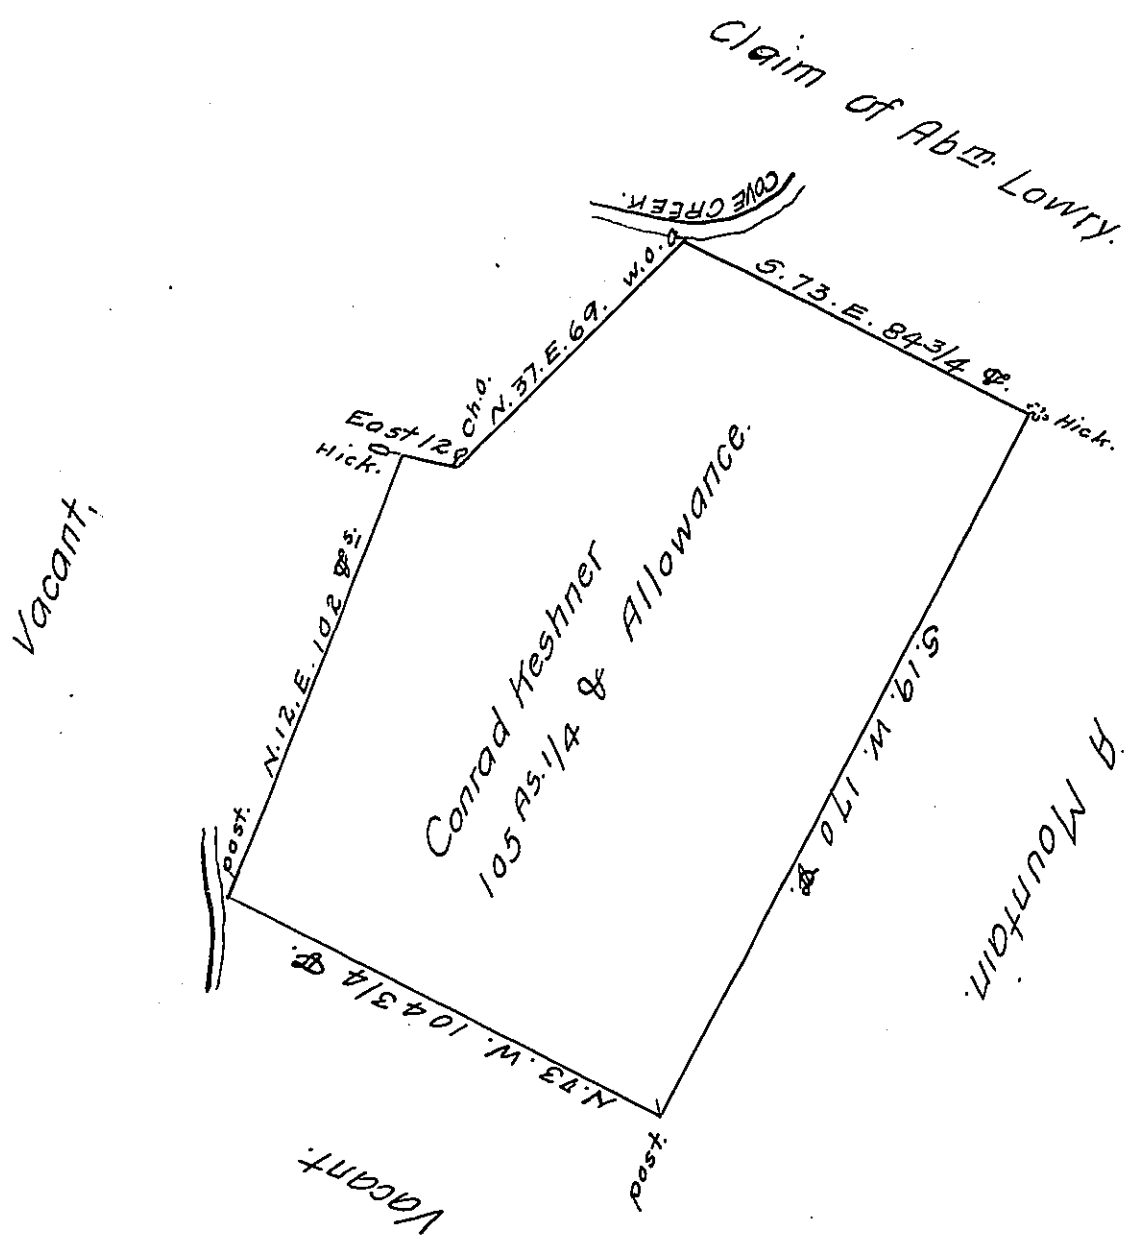 Claim of Abm. Lowry.
COVE CREEK.
W.O.
S. 73. E. 84 3/4 P.
Hick.
N. 37. E. 69.
Ch.O.
East 12
Hick.
Vacant,
N. 12. E. 102 P.
Conrad Keshner
105 As. 1/4 & Allowance.
S. 19. W. 170 P.
A Mountain.
post.
N. 73. W. 104 3/4 P.
post.
Vacant.